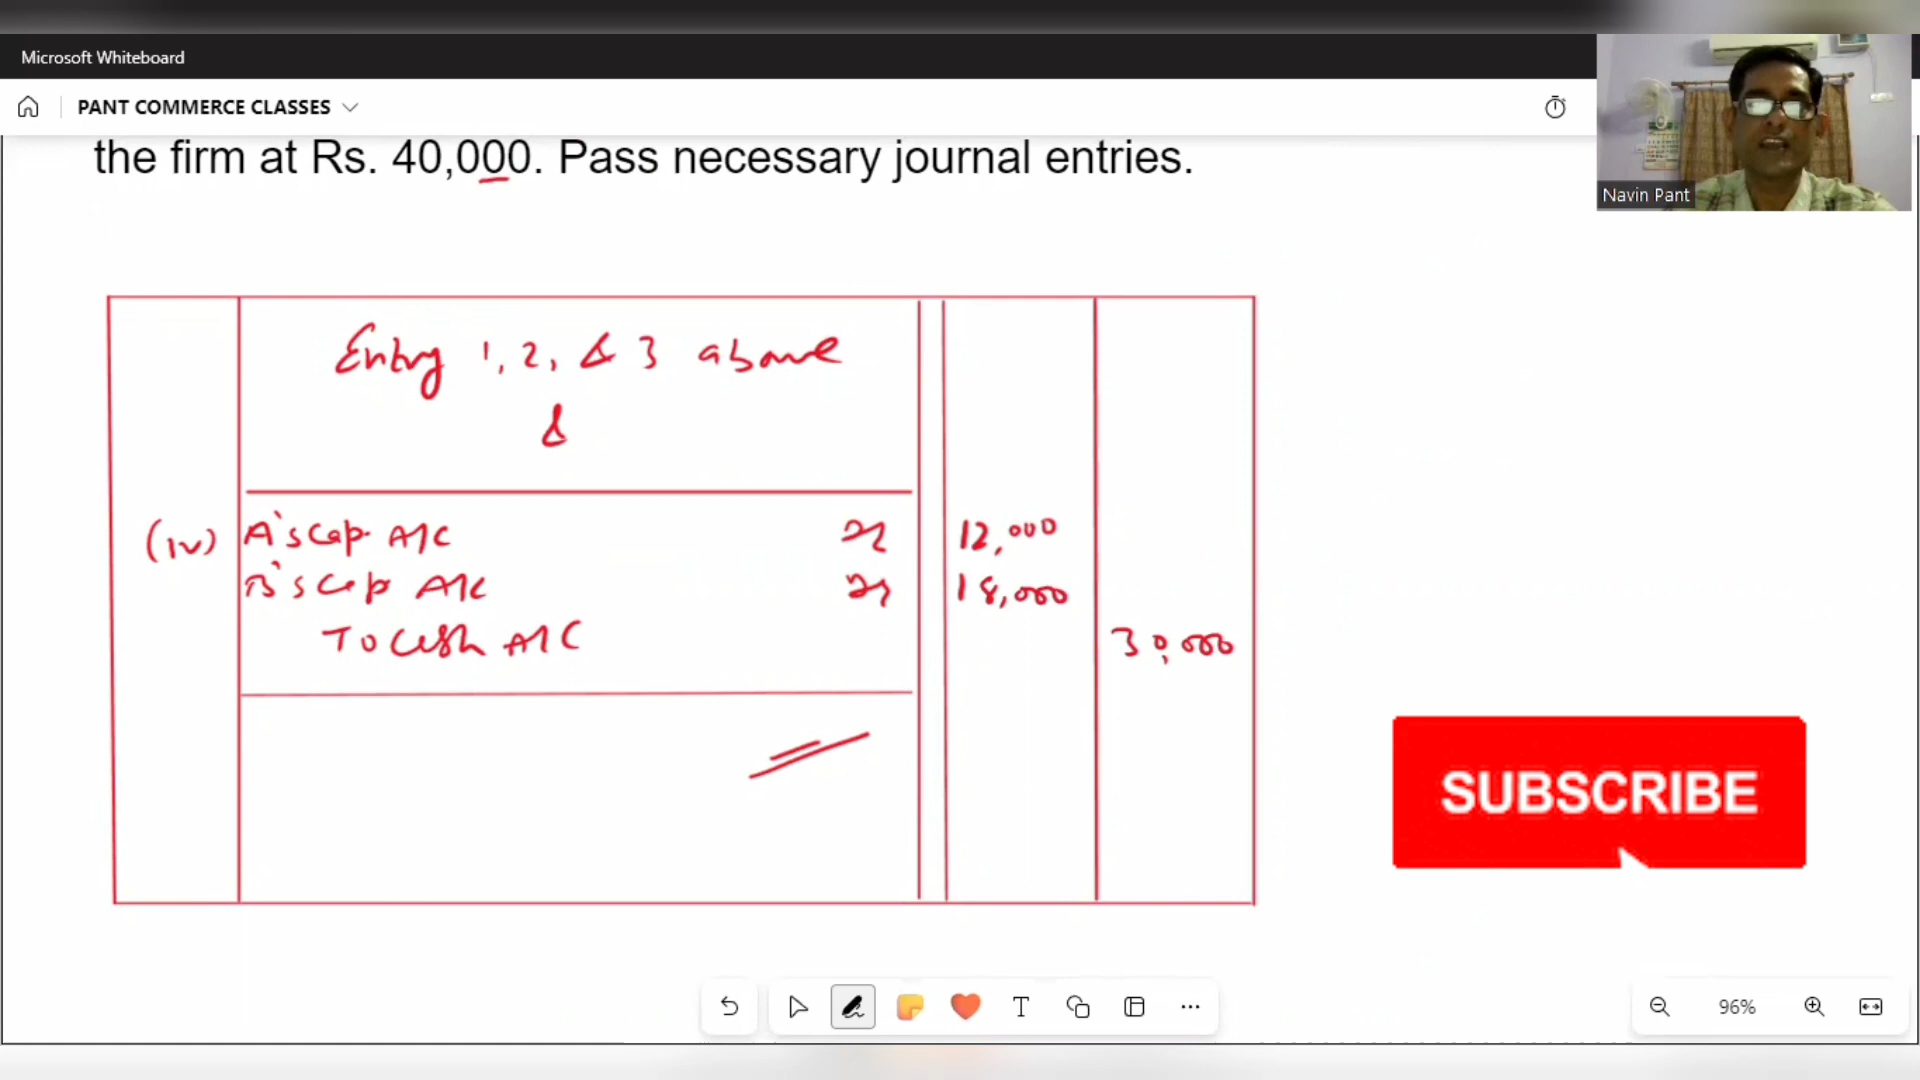 Microsoft Whiteboard
PANT COMMERCE CLASSES
the firm at Rs. 40,000. Pass necessary journal entries.
Navin Pant
Entry 1, 2, & 3 above
&
(iv) A's Cap A/C Dr 12,000
B's Cap A/C Dr 18,000
To Cash A/C 30,000
SUBSCRIBE
T
96%